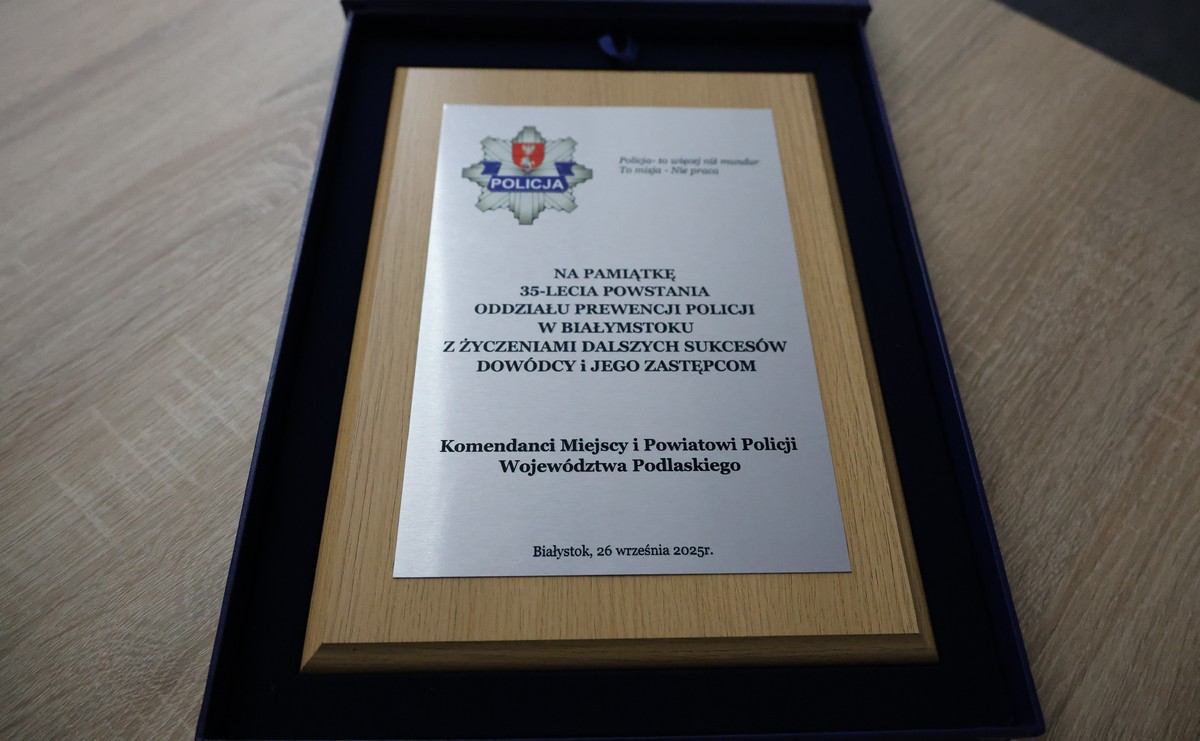 POLICJA
Policja- to więcej niż mundur
To misja - Nie praca
NA PAMIĄTKĘ
35-LECIA POWSTANIA
ODDZIAŁU PREWENCJI POLICJI
W BIAŁYMSTOKU
Z ŻYCZENIAMI DALSZYCH SUKCESÓW
DOWÓDCY i JEGO ZASTĘPCOM
Komendanci Miejscy i Powiatowi Policji
Województwa Podlaskiego
Białystok, 26 września 2025r.